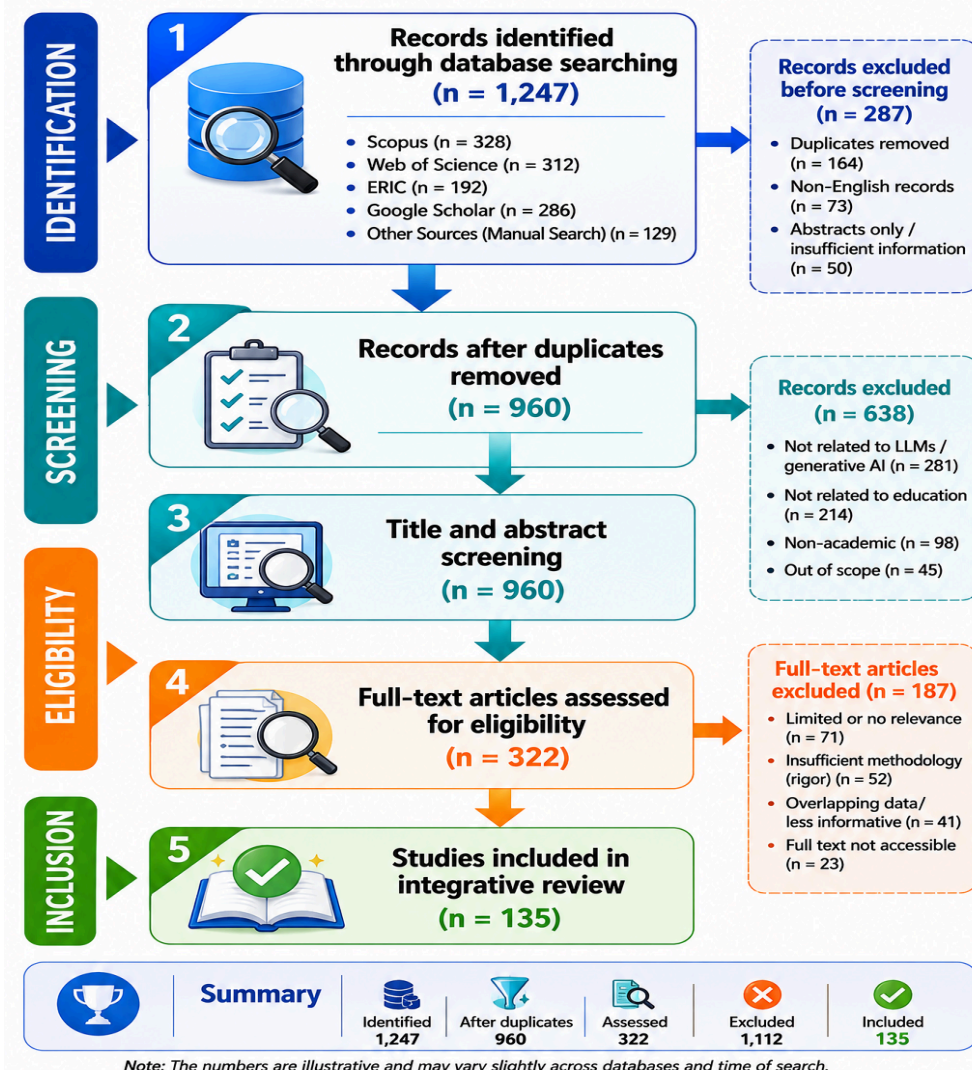 IDENTIFICATION
1
Records identified
through database searching
(n = 1,247)
• Scopus (n = 328)
• Web of Science (n = 312)
• ERIC (n = 192)
• Google Scholar (n = 286)
• Other Sources (Manual Search) (n = 129)
Records excluded
before screening
(n = 287)
• Duplicates removed
(n = 164)
• Non-English records
(n = 73)
• Abstracts only /
insufficient information
(n = 50)
SCREENING
2
Records after duplicates
removed
(n = 960)
Records excluded
(n = 638)
• Not related to LLMs /
generative AI (n = 281)
• Not related to education
(n = 214)
• Non-academic (n = 98)
• Out of scope (n = 45)
3
Title and abstract
screening
(n = 960)
ELIGIBILITY
4
Full-text articles assessed
for eligibility
(n = 322)
Full-text articles
excluded (n = 187)
• Limited or no relevance
(n = 71)
• Insufficient methodology
(rigor) (n = 52)
• Overlapping data/
less informative (n = 41)
• Full text not accessible
(n = 23)
INCLUSION
5
Studies included in
integrative review
(n = 135)
Summary
Identified
1,247
After duplicates
960
Assessed
322
Excluded
1,112
Included
135
Note: The numbers are illustrative and may vary slightly across databases and time of search.